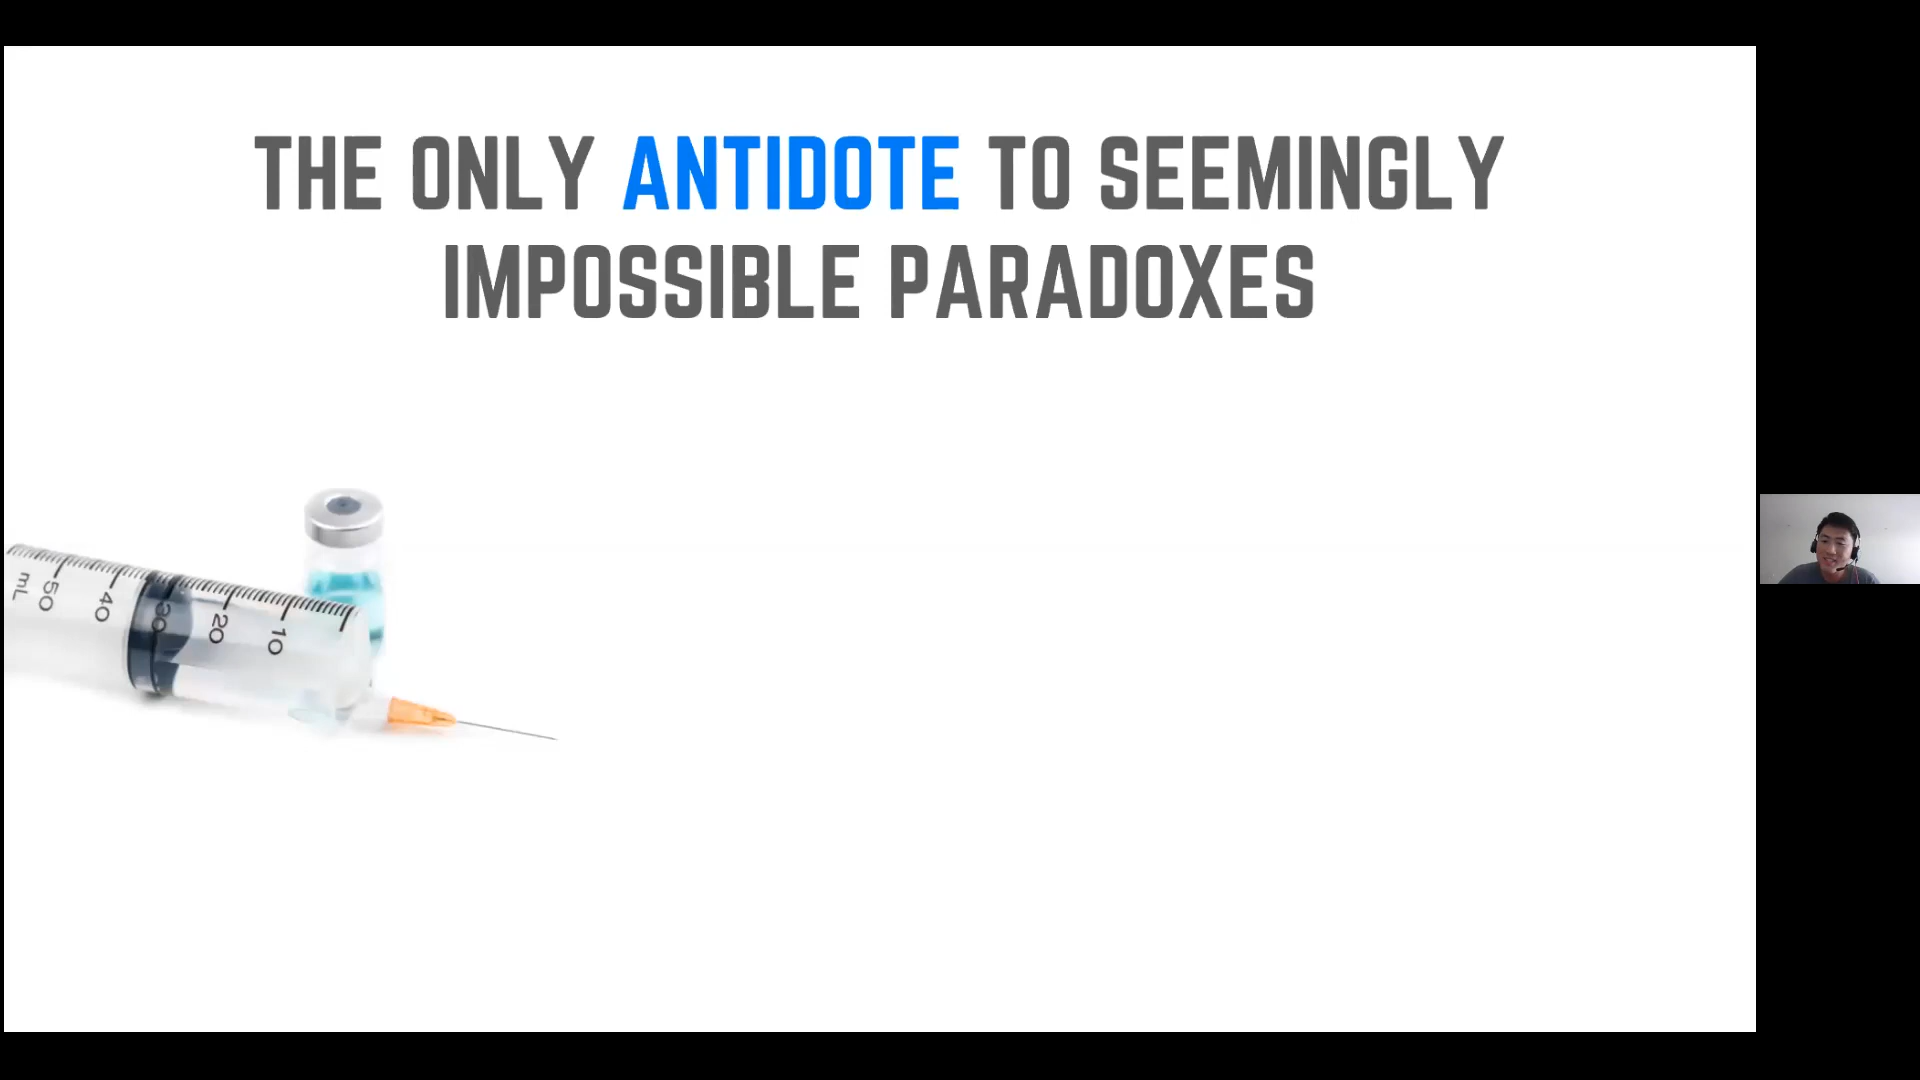 THE ONLY ANTIDOTE TO SEEMINGLY
IMPOSSIBLE PARADOXES
mL 50 40 30 20 10